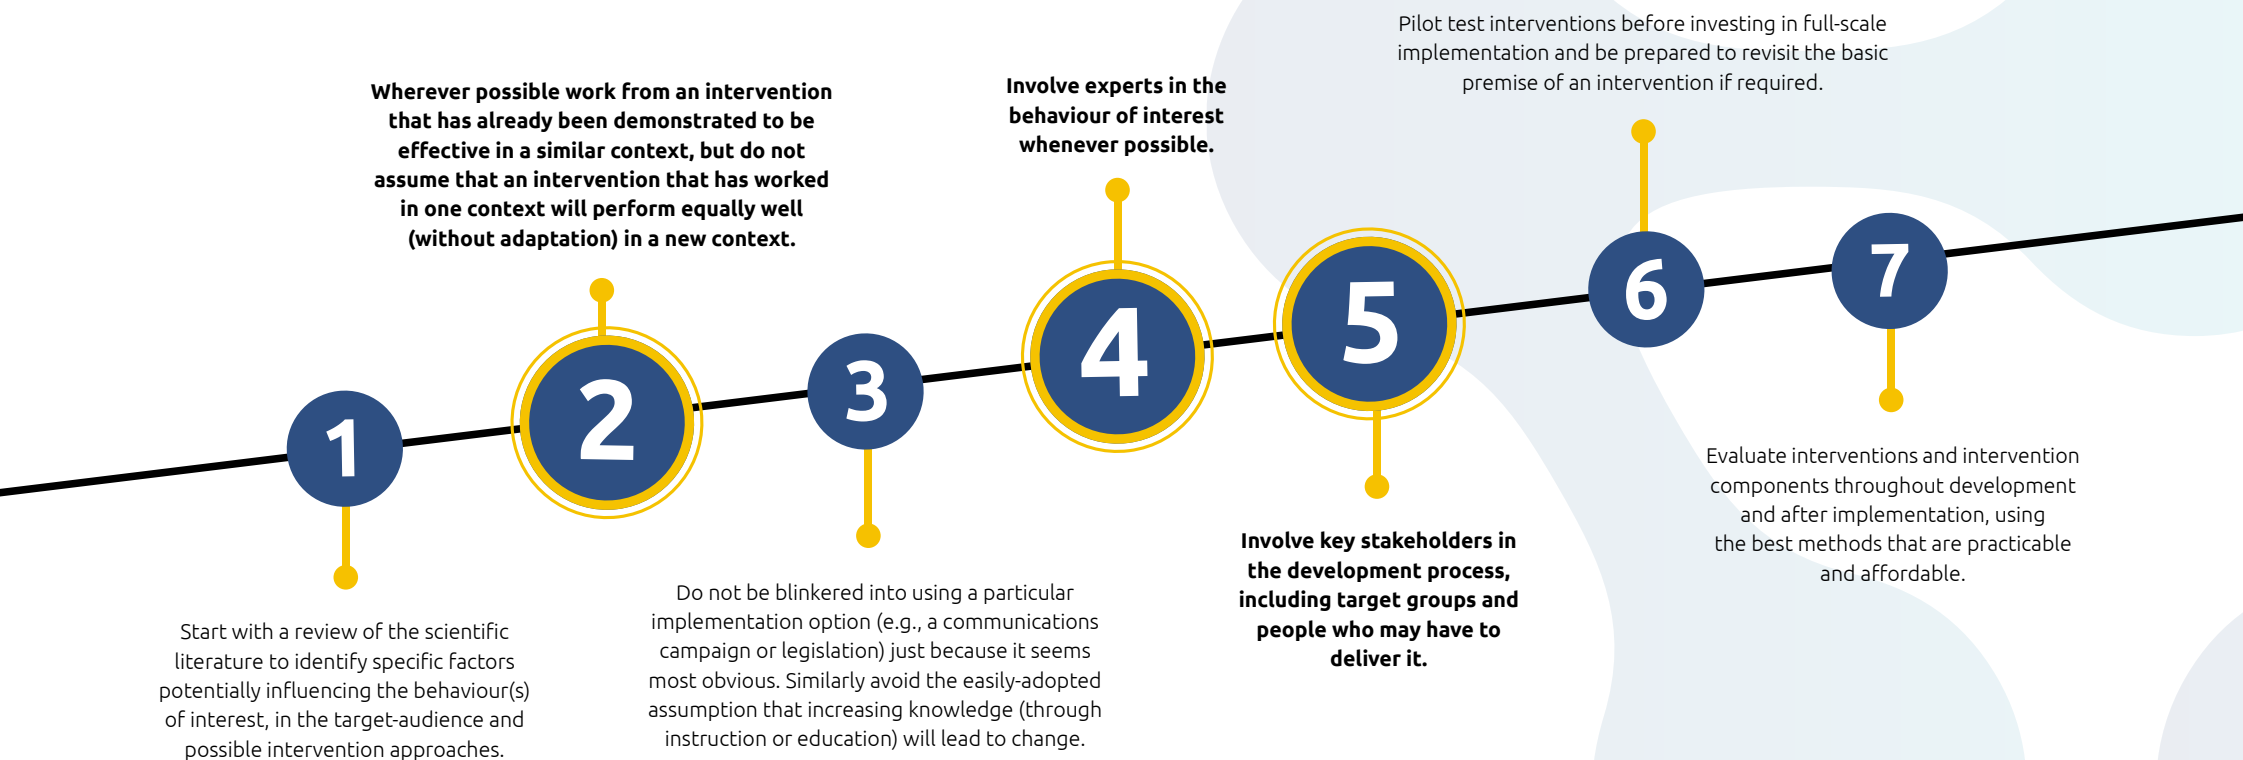 1
Start with a review of the scientific
literature to identify specific factors
potentially influencing the behaviour(s)
of interest, in the target-audience and
possible intervention approaches.
Wherever possible work from an intervention
that has already been demonstrated to be
effective in a similar context, but do not
assume that an intervention that has worked
in one context will perform equally well
(without adaptation) in a new context.
2
3
Do not be blinkered into using a particular
implementation option (e.g., a communications
campaign or legislation) just because it seems
most obvious. Similarly avoid the easily-adopted
assumption that increasing knowledge (through
instruction or education) will lead to change.
Involve experts in the
behaviour of interest
whenever possible.
4
5
Involve key stakeholders in
the development process,
including target groups and
people who may have to
deliver it.
Pilot test interventions before investing in full-scale
implementation and be prepared to revisit the basic
premise of an intervention if required.
6
7
Evaluate interventions and intervention
components throughout development
and after implementation, using
the best methods that are practicable
and affordable.